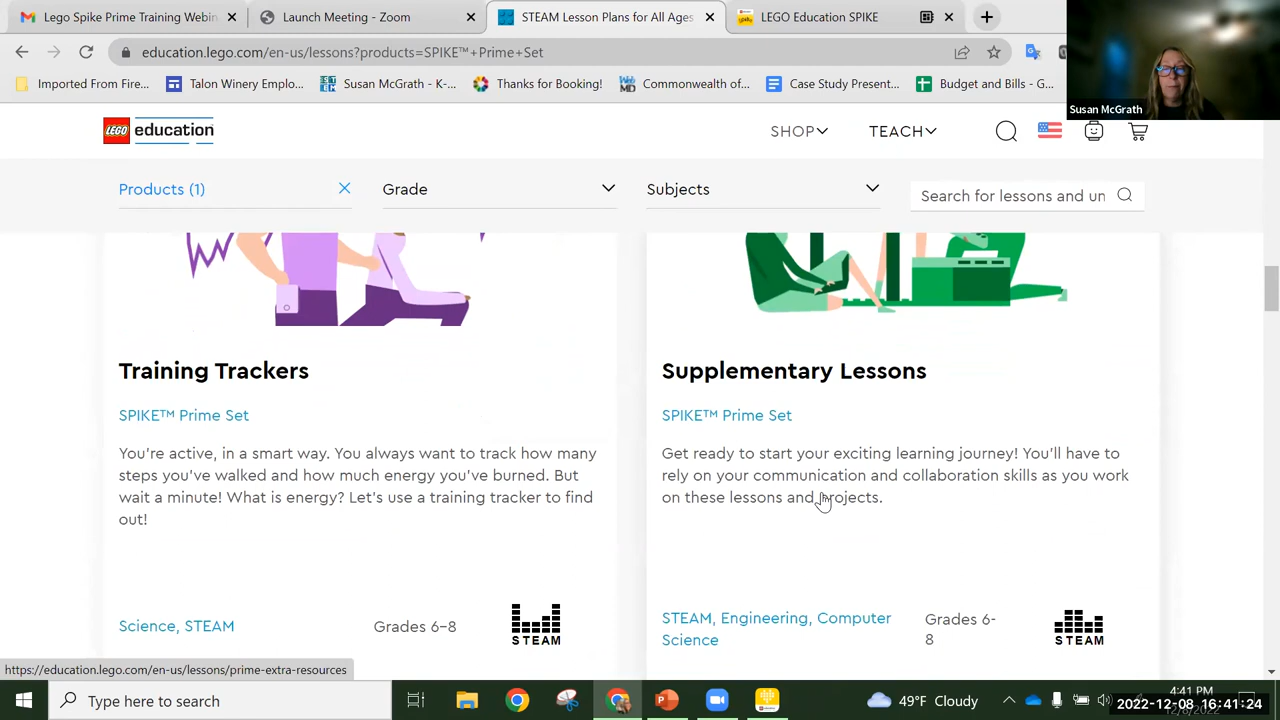 Lego Spike Prime Training Webin
Launch Meeting - Zoom
STEAM Lesson Plans for All Ages
LEGO Education SPIKE
education.lego.com/en-us/lessons?products=SPIKE™+Prime+Set
Imported From Fire...
Talon Winery Emplo...
Susan McGrath - K-...
Thanks for Booking!
Commonwealth of...
Case Study Present...
Budget and Bills - G...
Susan McGrath
LEGO education
SHOP
TEACH
Products (1)
Grade
Subjects
Search for lessons and un
Training Trackers
SPIKE™ Prime Set
You're active, in a smart way. You always want to track how many
steps you've walked and how much energy you've burned. But
wait a minute! What is energy? Let's use a training tracker to find
out!
Science, STEAM
Grades 6–8
STEAM
Supplementary Lessons
SPIKE™ Prime Set
Get ready to start your exciting learning journey! You'll have to
rely on your communication and collaboration skills as you work
on these lessons and projects.
STEAM, Engineering, Computer
Science
Grades 6-
8
STEAM
https://education.lego.com/en-us/lessons/prime-extra-resources
Type here to search
49°F Cloudy
4:41 PM
2022-12-08 16:41:24